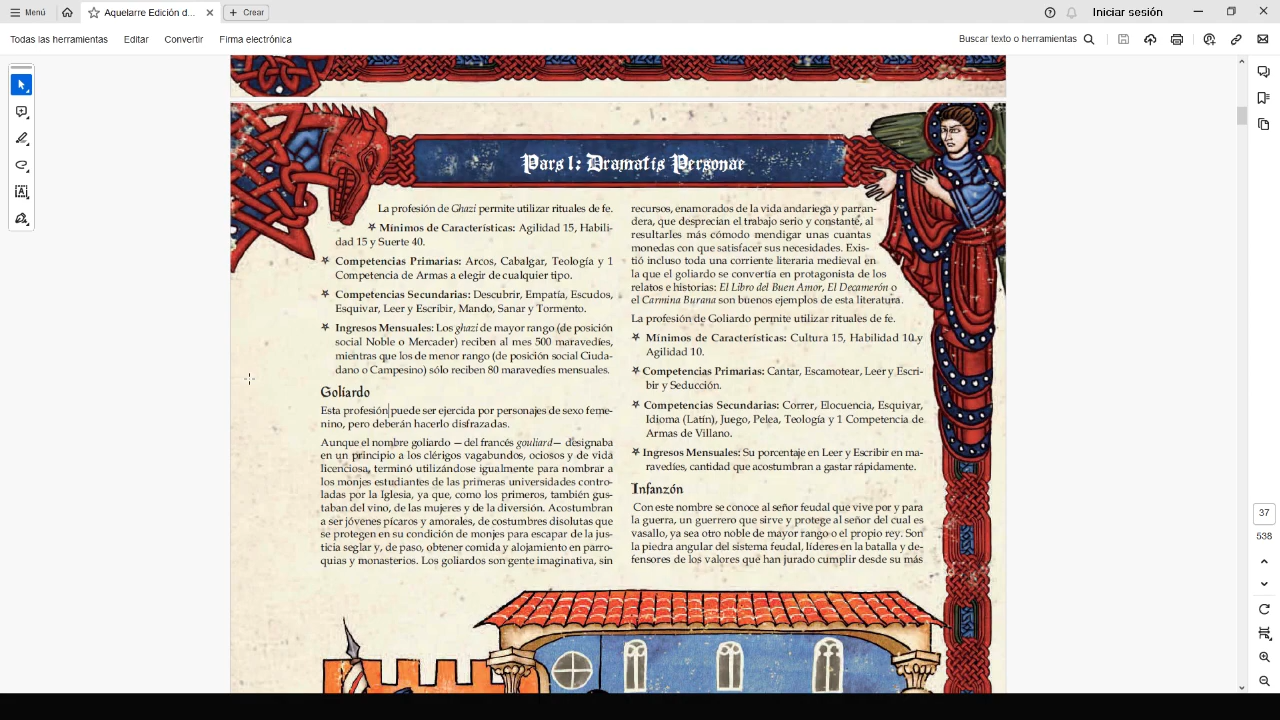 Menú
Aquelarre Edición d...
Crear
Iniciar sesión
Todas las herramientas
Editar
Convertir
Firma electrónica
Buscar texto o herramientas
Pars 1: Dramatis Personae
La profesión de Ghazi permite utilizar rituales de fe.
Mínimos de Características: Agilidad 15, Habili-
dad 15 y Suerte 40.
Competencias Primarias: Arcos, Cabalgar, Teología y 1
Competencia de Armas a elegir de cualquier tipo.
Competencias Secundarias: Descubrir, Empatía, Escudos,
Esquivar, Leer y Escribir, Mando, Sanar y Tormento.
Ingresos Mensuales: Los ghazi de mayor rango (de posición
social Noble o Mercader) reciben al mes 500 maravedíes,
mientras que los de menor rango (de posición social Ciuda-
dano o Campesino) sólo reciben 80 maravedíes mensuales.
Goliardo
Esta profesión puede ser ejercida por personajes de sexo feme-
nino, pero deberán hacerlo disfrazadas.
Aunque el nombre goliardo —del francés gouliard— designaba
en un principio a los clérigos vagabundos, ociosos y de vida
licenciosa, terminó utilizándose igualmente para nombrar a
los monjes estudiantes de las primeras universidades contro-
ladas por la Iglesia, ya que, como los primeros, también gus-
taban del vino, de las mujeres y de la diversión. Acostumbran
a ser jóvenes pícaros y amorales, de costumbres disolutas que
se protegen en su condición de monjes para escapar de la jus-
ticia seglar y, de paso, obtener comida y alojamiento en parro-
quias y monasterios. Los goliardos son gente imaginativa, sin
recursos, enamorados de la vida andariega y parran-
dera, que desprecian el trabajo serio y constante, al
resultarles más cómodo mendigar unas cuantas
monedas con que satisfacer sus necesidades. Exis-
tió incluso toda una corriente literaria medieval en
la que el goliardo se convertía en protagonista de los
relatos e historias: El Libro del Buen Amor, El Decamerón o
el Carmina Burana son buenos ejemplos de esta literatura.
La profesión de Goliardo permite utilizar rituales de fe.
Mínimos de Características: Cultura 15, Habilidad 10 y
Agilidad 10.
Competencias Primarias: Cantar, Escamotear, Leer y Escri-
bir y Seducción.
Competencias Secundarias: Correr, Elocuencia, Esquivar,
Idioma (Latín), Juego, Pelea, Teología y 1 Competencia de
Armas de Villano.
Ingresos Mensuales: Su porcentaje en Leer y Escribir en ma-
ravedíes, cantidad que acostumbran a gastar rápidamente.
Infanzón
Con este nombre se conoce al señor feudal que vive por y para
la guerra, un guerrero que sirve y protege al señor del cual es
vasallo, ya sea otro noble de mayor rango o el propio rey. Son
la piedra angular del sistema feudal, líderes en la batalla y de-
fensores de los valores que han jurado cumplir desde su más
37
538